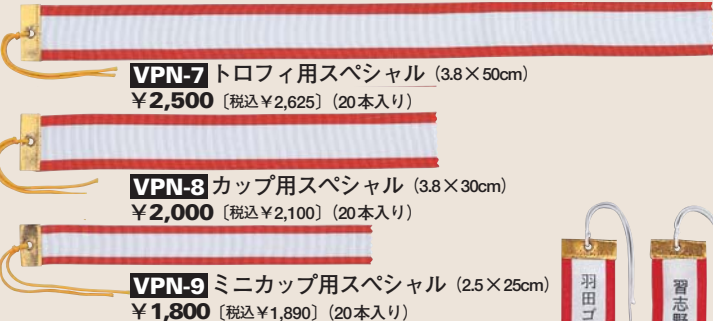 VPN-7 トロフィ用スペシャル（3.8×50cm）
￥2,500〔税込￥2,625〕（20本入り）
VPN-8 カップ用スペシャル（3.8×30cm）
￥2,000〔税込￥2,100〕（20本入り）
VPN-9 ミニカップ用スペシャル（2.5×25cm）
￥1,800〔税込￥1,890〕（20本入り）
羽田ゴ
習志野